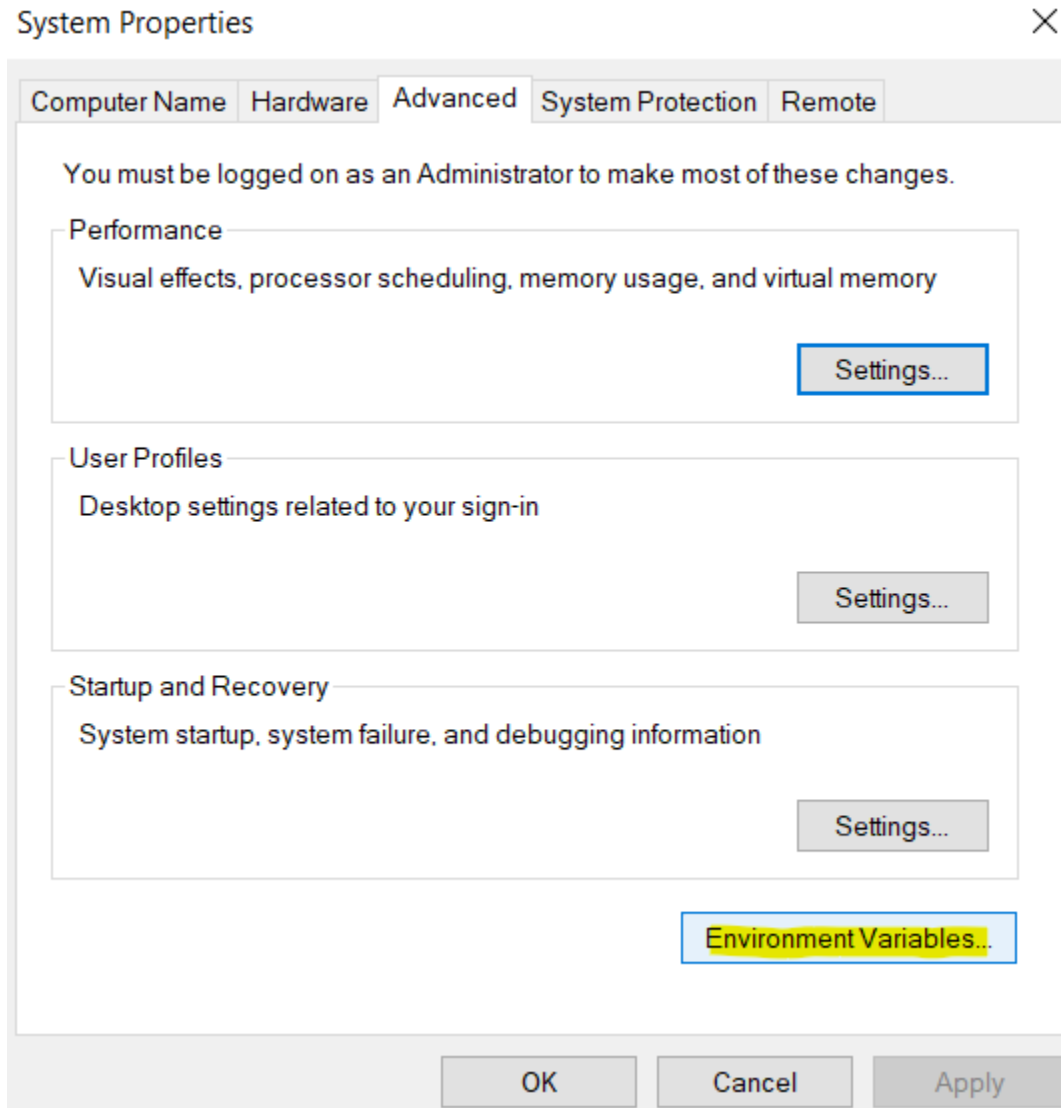 System Properties
Computer Name Hardware Advanced System Protection Remote
You must be logged on as an Administrator to make most of these changes.
Performance
Visual effects, processor scheduling, memory usage, and virtual memory
Settings...
User Profiles
Desktop settings related to your sign-in
Settings...
Startup and Recovery
System startup, system failure, and debugging information
Settings...
Environment Variables...
OK Cancel Apply